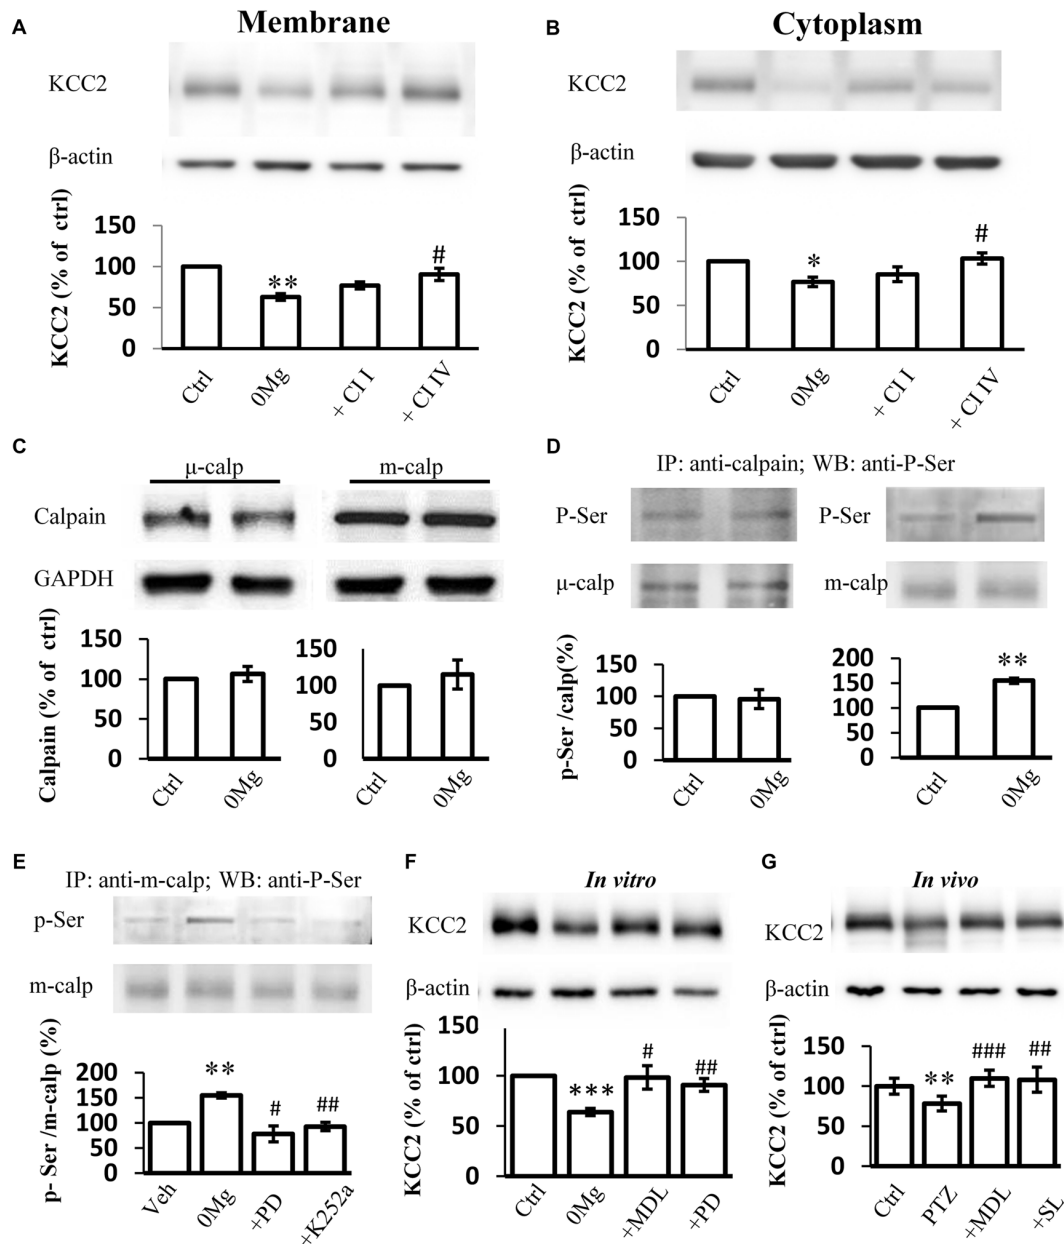 A
Membrane
KCC2
β-actin
KCC2 (% of ctrl)
150
100
50
0
**
#
Ctrl
0Mg
+ CI I
+ CI IV
B
Cytoplasm
KCC2
β-actin
KCC2 (% of ctrl)
150
100
50
0
*
#
Ctrl
0Mg
+ CI I
+ CI IV
C
μ-calp
m-calp
Calpain
GAPDH
Calpain (% of ctrl)
150
100
50
0
Ctrl
0Mg
150
100
50
0
Ctrl
0Mg
D
IP: anti-calpain; WB: anti-P-Ser
P-Ser
P-Ser
μ-calp
m-calp
p-Ser /calp(%)
150
100
50
0
Ctrl
0Mg
200
150
100
50
0
**
Ctrl
0Mg
E
IP: anti-m-calp; WB: anti-P-Ser
p-Ser
m-calp
p- Ser /m-calp (%)
200
150
100
50
0
**
#
##
Veh
0Mg
+PD
+K252a
F
In vitro
KCC2
β-actin
KCC2 (% of ctrl)
150
100
50
0
***
#
##
Ctrl
0Mg
+MDL
+PD
G
In vivo
KCC2
β-actin
KCC2 (% of ctrl)
150
100
50
0
**
###
##
Ctrl
PTZ
+MDL
+SL